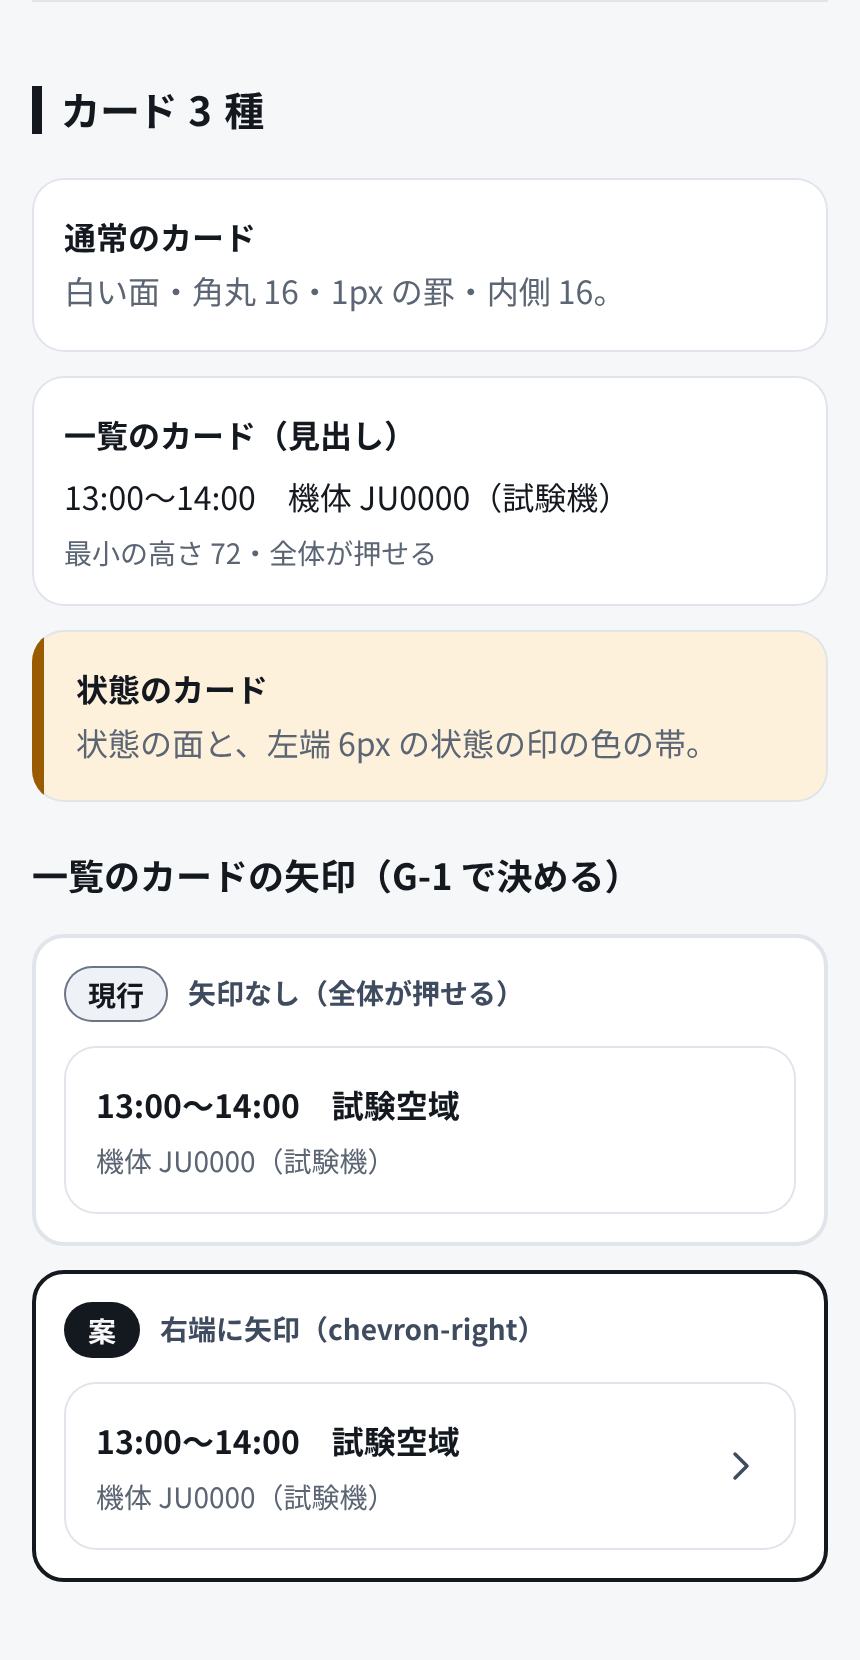 カード 3 種
通常のカード
白い面・角丸 16・1px の罫・内側 16。
一覧のカード（見出し）
13:00〜14:00　機体 JU0000（試験機）
最小の高さ 72・全体が押せる
状態のカード
状態の面と、左端 6px の状態の印の色の帯。
一覧のカードの矢印（G-1 で決める）
現行 矢印なし（全体が押せる）
13:00〜14:00　試験空域
機体 JU0000（試験機）
案 右端に矢印（chevron-right）
13:00〜14:00　試験空域
機体 JU0000（試験機）